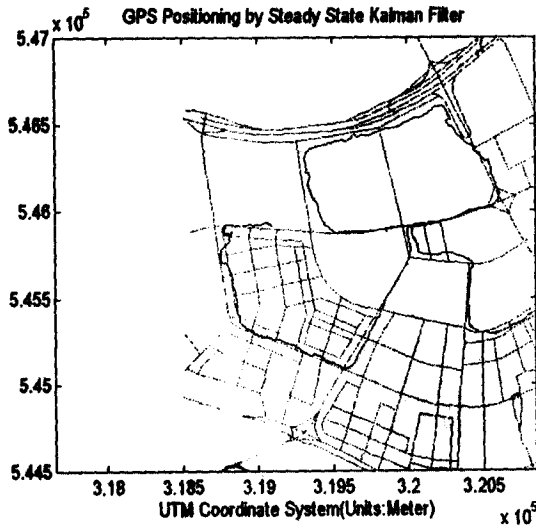 GPS Positioning by Steady State Kalman Filter
x 10^5
5.47
5.465
5.46
5.455
5.45
5.445
3.18 3.185 3.19 3.195 3.2 3.205
UTM Coordinate System(Units:Meter)
x 10^5